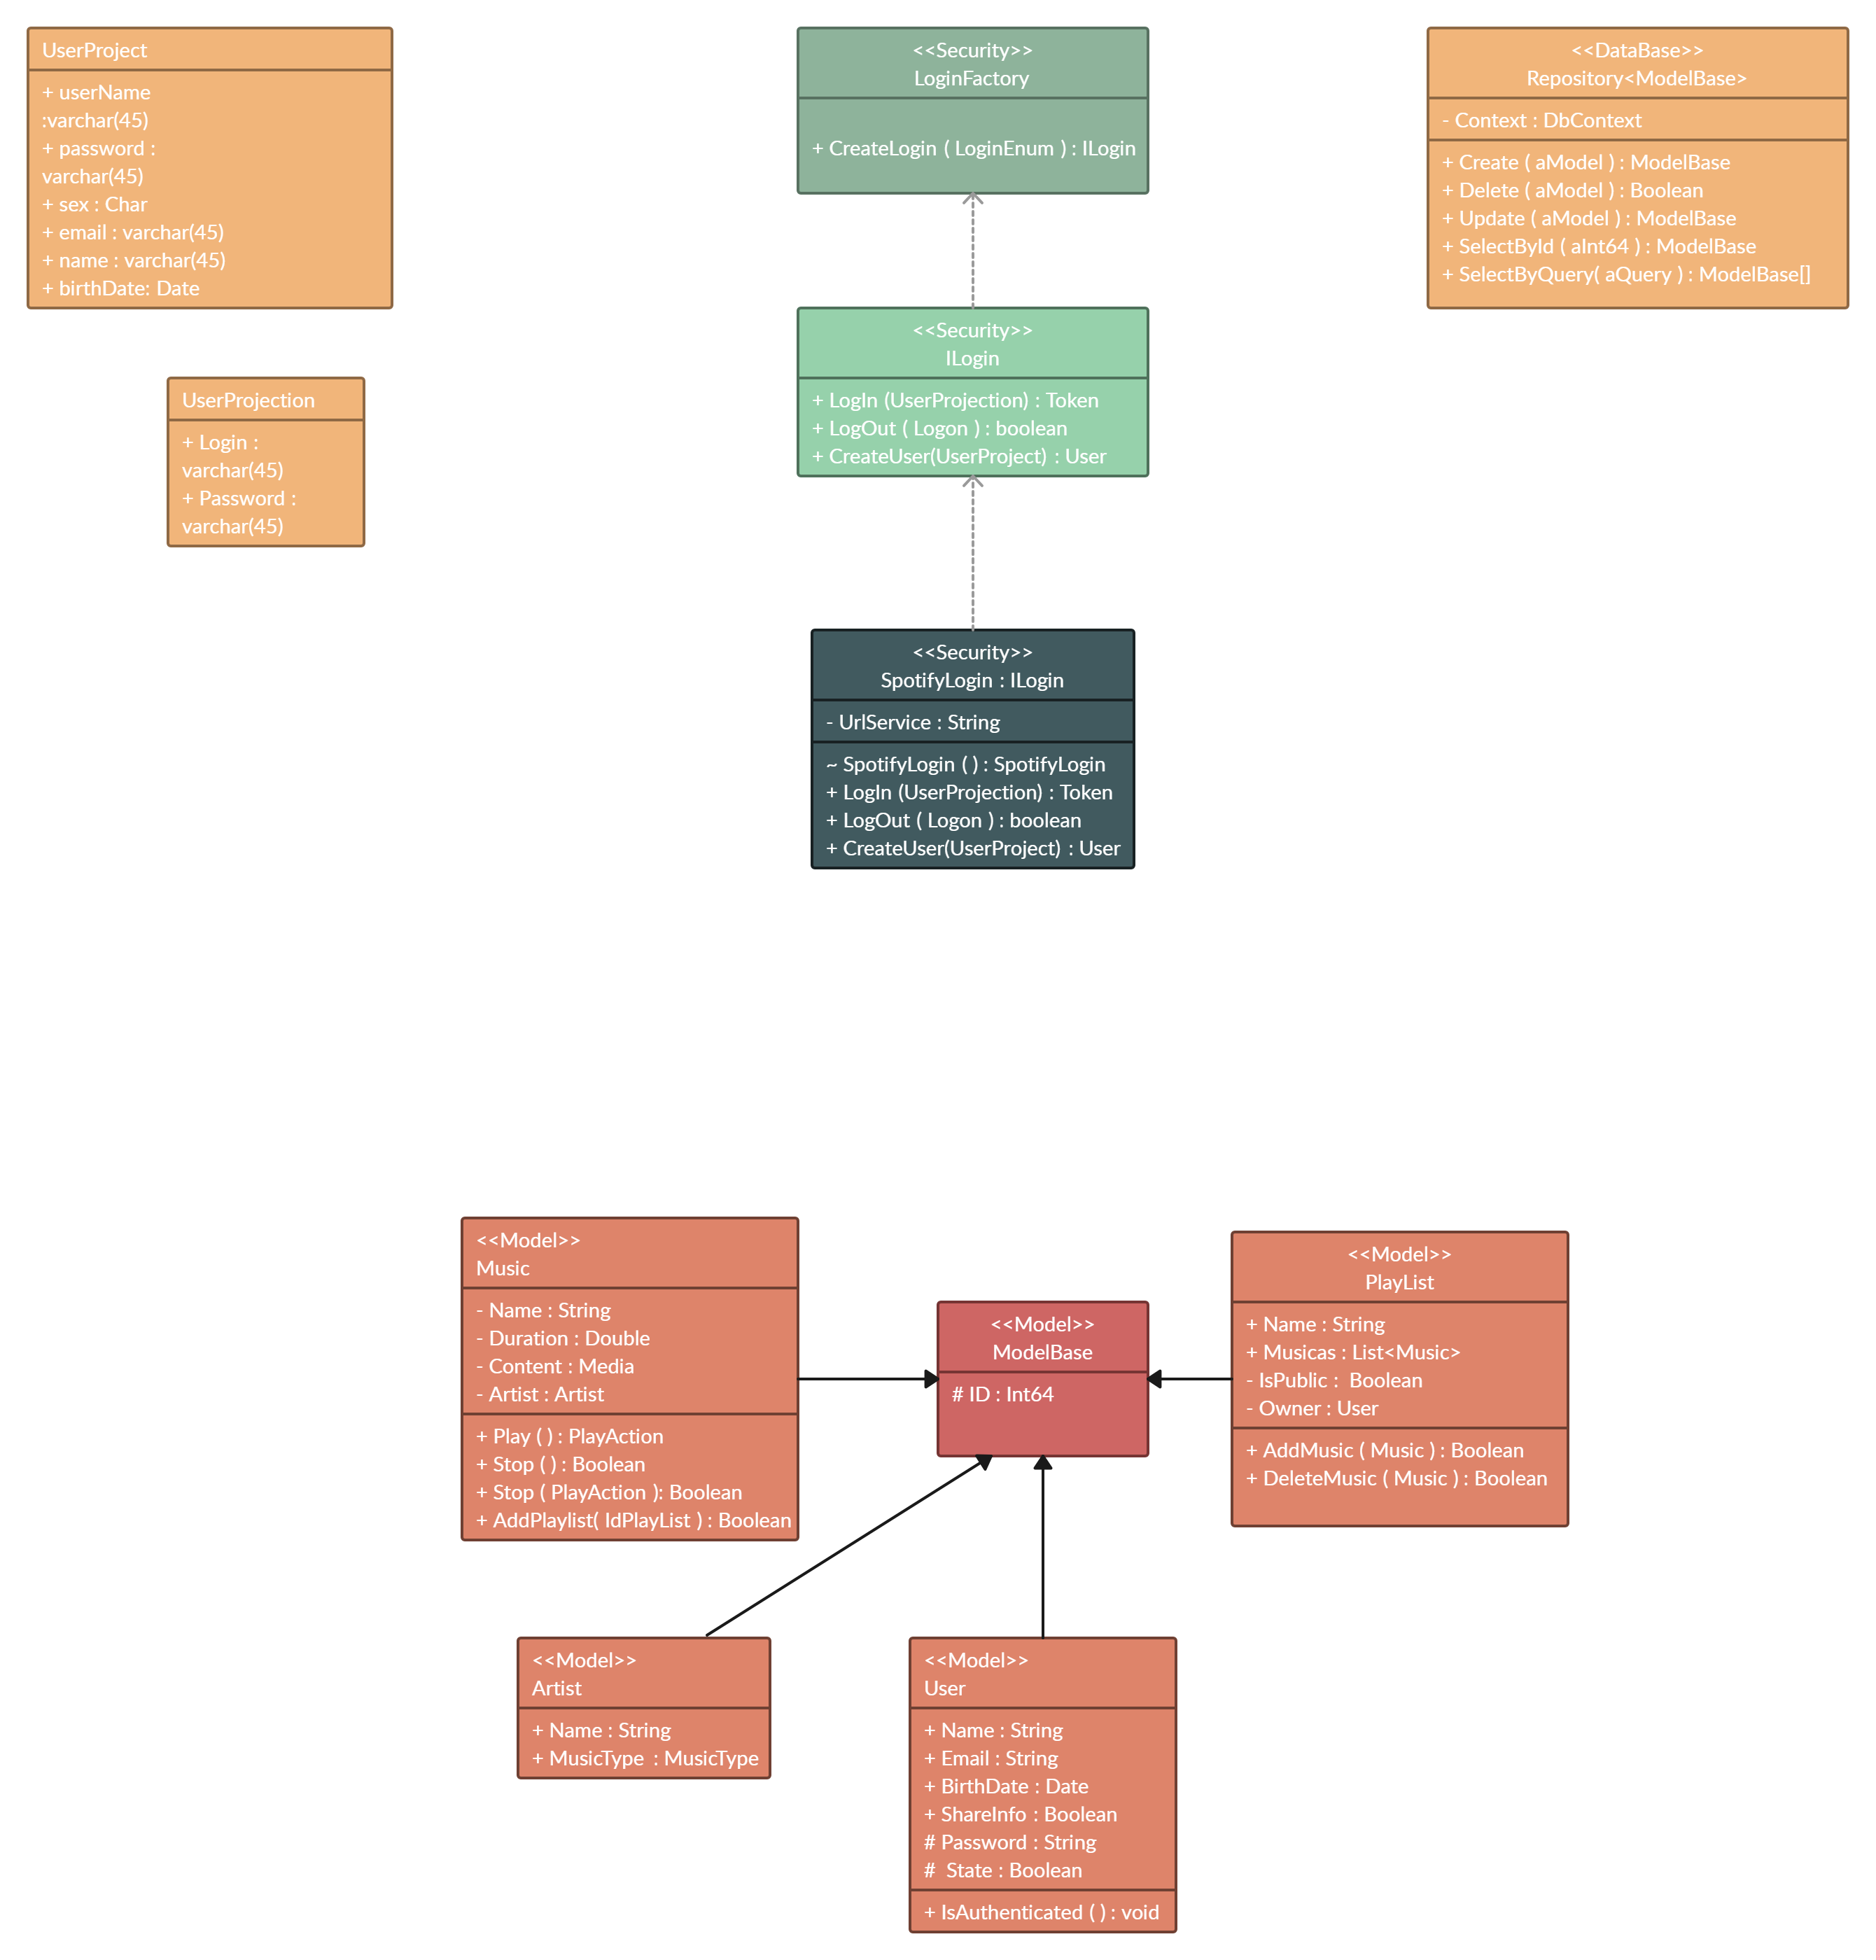 UserProject
+ userName
:varchar(45)
+ password :
varchar(45)
+ sex : Char
+ email : varchar(45)
+ name : varchar(45)
+ birthDate: Date
<<Security>>
LoginFactory
+ CreateLogin ( LoginEnum ) : ILogin
<<DataBase>>
Repository<ModelBase>
- Context : DbContext
+ Create ( aModel ) : ModelBase
+ Delete ( aModel ) : Boolean
+ Update ( aModel ) : ModelBase
+ SelectById ( aInt64 ) : ModelBase
+ SelectByQuery( aQuery ) : ModelBase[]
UserProjection
+ Login :
varchar(45)
+ Password :
varchar(45)
<<Security>>
ILogin
+ LogIn (UserProjection) : Token
+ LogOut ( Logon ) : boolean
+ CreateUser(UserProject) : User
<<Security>>
SpotifyLogin : ILogin
- UrlService : String
~ SpotifyLogin ( ) : SpotifyLogin
+ LogIn (UserProjection) : Token
+ LogOut ( Logon ) : boolean
+ CreateUser(UserProject) : User
<<Model>>
Music
- Name : String
- Duration : Double
- Content : Media
- Artist : Artist
+ Play ( ) : PlayAction
+ Stop ( ) : Boolean
+ Stop ( PlayAction ): Boolean
+ AddPlaylist( IdPlayList ) : Boolean
<<Model>>
ModelBase
# ID : Int64
<<Model>>
PlayList
+ Name : String
+ Musicas : List<Music>
- IsPublic :  Boolean
- Owner : User
+ AddMusic ( Music ) : Boolean
+ DeleteMusic ( Music ) : Boolean
<<Model>>
Artist
+ Name : String
+ MusicType  : MusicType
<<Model>>
User
+ Name : String
+ Email : String
+ BirthDate : Date
+ ShareInfo : Boolean
# Password : String
#  State : Boolean
+ IsAuthenticated ( ) : void